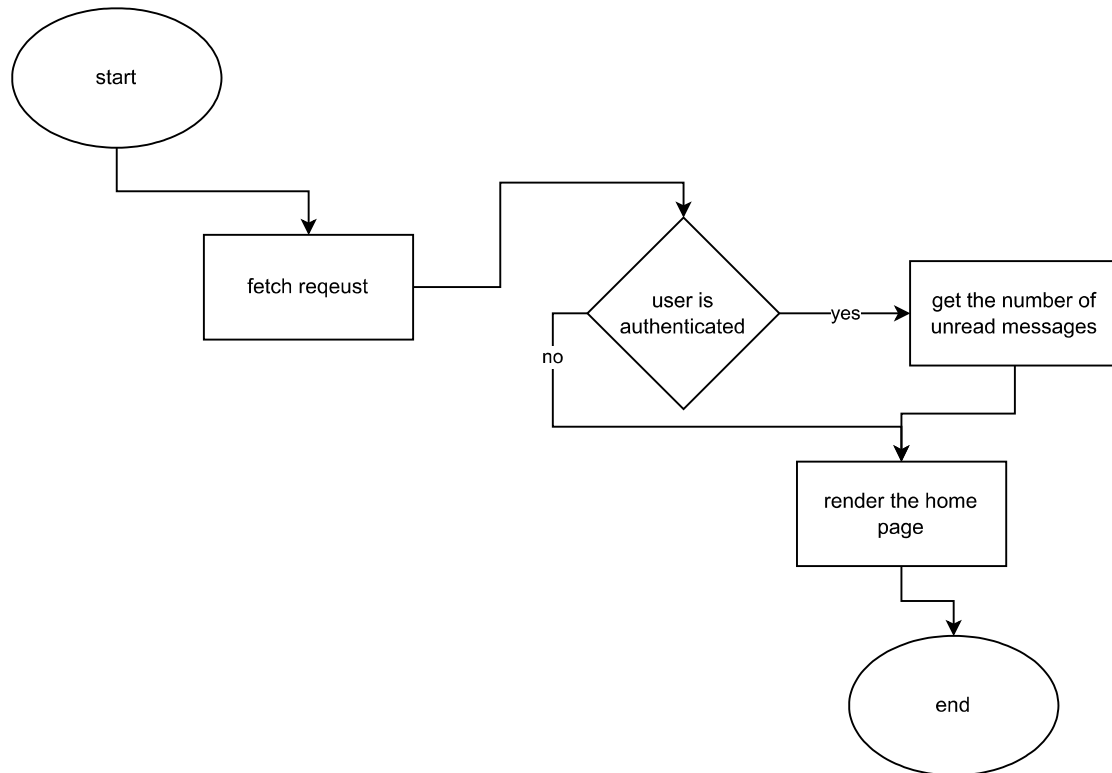 start
fetch reqeust
user is
authenticated
yes
get the number of
unread messages
no
render the home
page
end